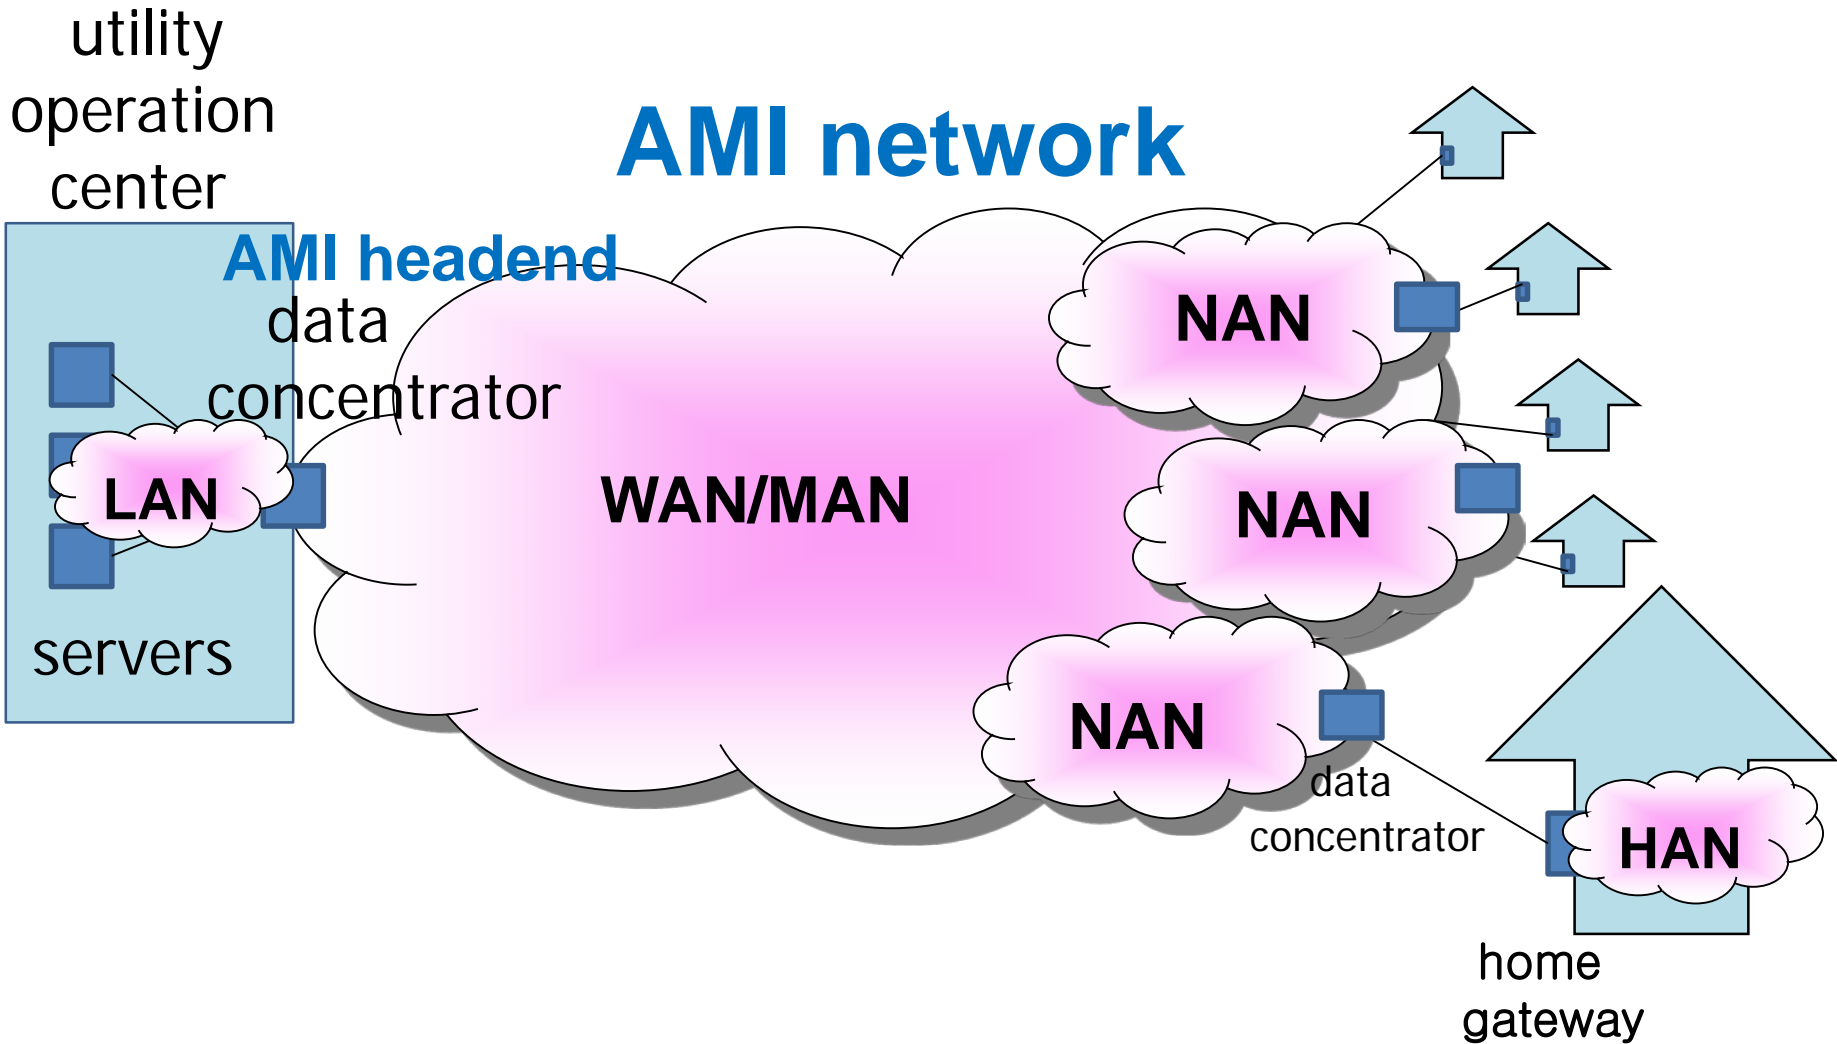 utility
operation
center
AMI network
AMI headend
data
concentrator
NAN
LAN
WAN/MAN
NAN
servers
NAN
data
concentrator
HAN
home
gateway